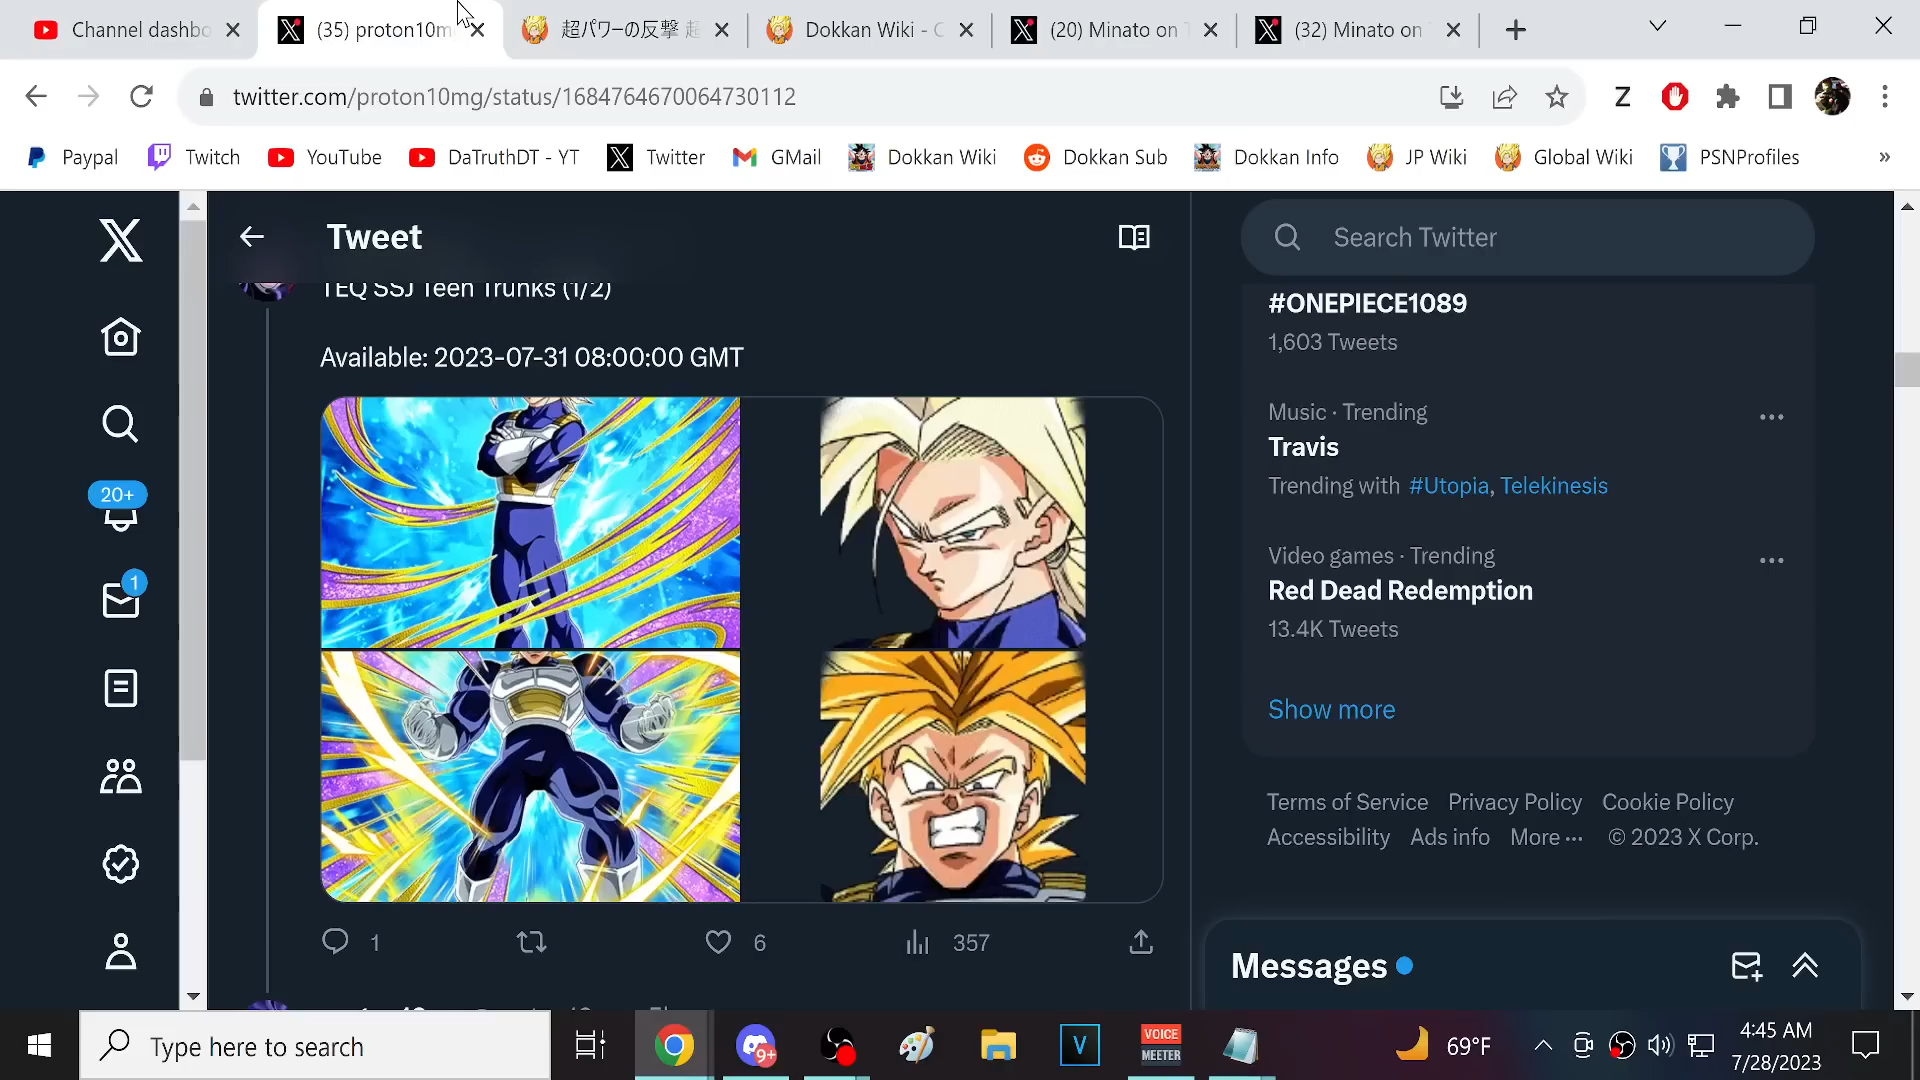 Channel dashbo
(35) proton10m
超パワーの反撃 超
Dokkan Wiki - C
(20) Minato on T
(32) Minato on
twitter.com/proton10mg/status/1684764670064730112
Z
Paypal
Twitch
YouTube
DaTruthDT - YT
Twitter
GMail
Dokkan Wiki
Dokkan Sub
Dokkan Info
JP Wiki
Global Wiki
PSNProfiles
»
Tweet
Search Twitter
TEQ SSJ Teen Trunks (1/2)
Available: 2023-07-31 08:00:00 GMT
20+
1
1
6
357
#ONEPIECE1089
1,603 Tweets
Music · Trending
Travis
Trending with #Utopia, Telekinesis
Video games · Trending
Red Dead Redemption
13.4K Tweets
Show more
Terms of Service Privacy Policy Cookie Policy
Accessibility Ads info More ··· © 2023 X Corp.
Messages
Type here to search
9+
V
VOICE
MEETER
69°F
4:45 AM
7/28/2023